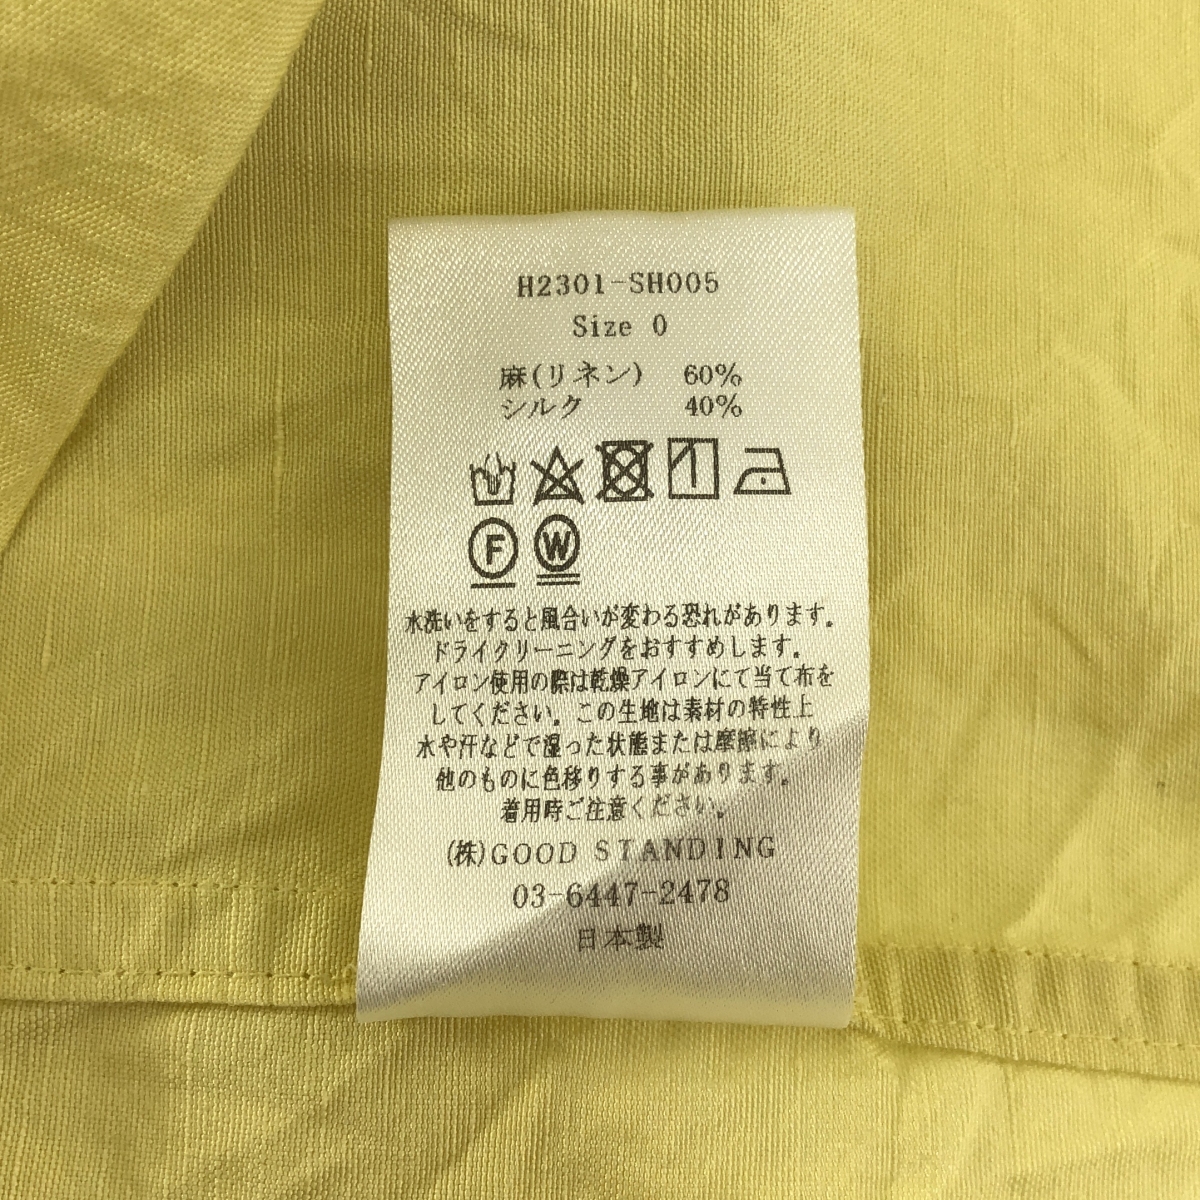 H2301-SH005
Size 0
麻(リネン) 60%
シルク 40%
F W
水洗いをすると風合いが変わる恐れがあります。
ドライクリーニングをおすすめします。
アイロン使用の際は乾燥アイロンにて当て布を
してください。この生地は素材の特性上
水や汗などで湿った状態または摩擦により
他のものに色移りする事があります。
着用時ご注意ください。
(株)GOOD STANDING
03-6447-2478
日本製